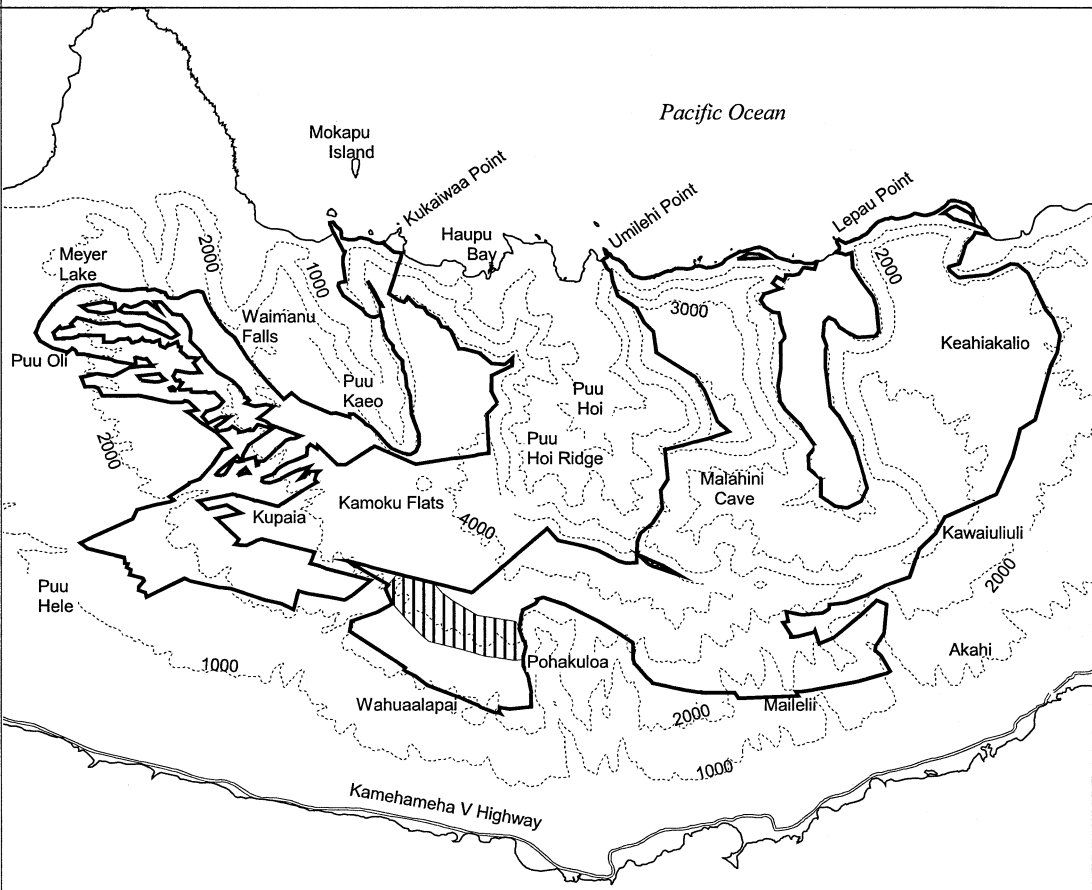 Pacific Ocean
Mokapu
Island
Kukaiwaa Point
Umilehi Point
Lepau Point
Haupu
Bay
Meyer
Lake
2000
1000
2000
3000
Waimanu
Falls
Keahiakalio
Puu Oli
Puu
Kaeo
Puu
Hoi
Puu
Hoi Ridge
2000
Malahini
Cave
Kamoku Flats
Kupaia
4000
Kawaiuliuli
2000
Puu
Hele
Akahi
1000
Pohakuloa
Wahuaalapai
Mailelii
2000
1000
Kamehameha V Highway